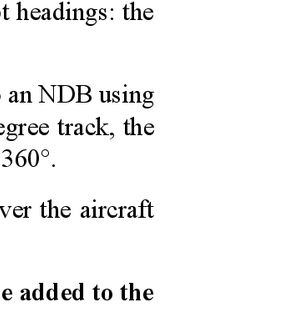 headings: the
an NDB using
egree track, the
360°.
ver the aircraft
e added to the